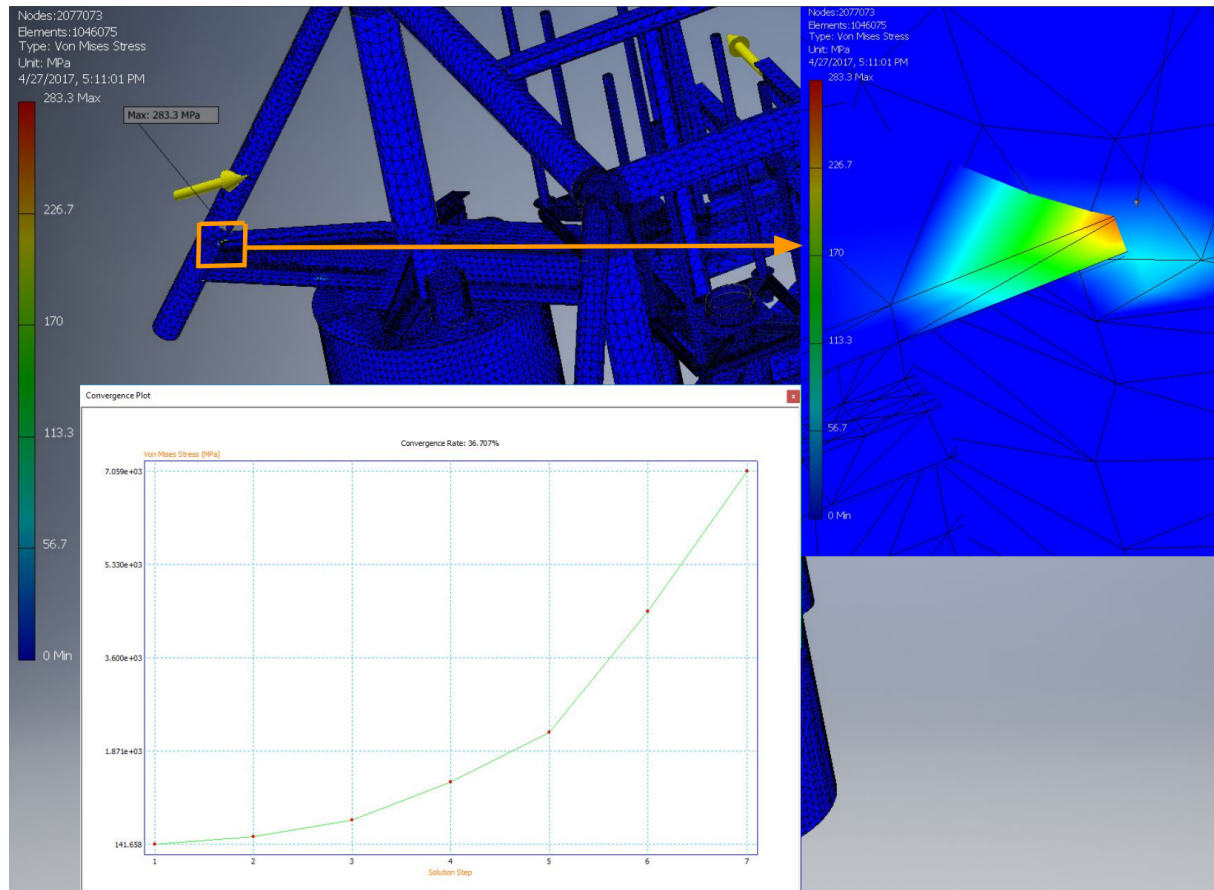 Nodes:2077073
Elements:1046075
Type: Von Mises Stress
Unit: MPa
4/27/2017, 5:11:01 PM
283.3 Max
Max: 283.3 MPa
226.7
170
113.3
56.7
0 Min
Nodes:2077073
Elements:1046075
Type: Von Mises Stress
Unit: MPa
4/27/2017, 5:11:01 PM
283.3 Max
226.7
170
113.3
56.7
0 Min
Convergence Plot
x
Convergence Rate: 36.707%
Von Mises Stress (MPa)
7.059e+03
5.330e+03
3.600e+03
1.871e+03
141.658
1 2 3 4 5 6 7
Solution Step